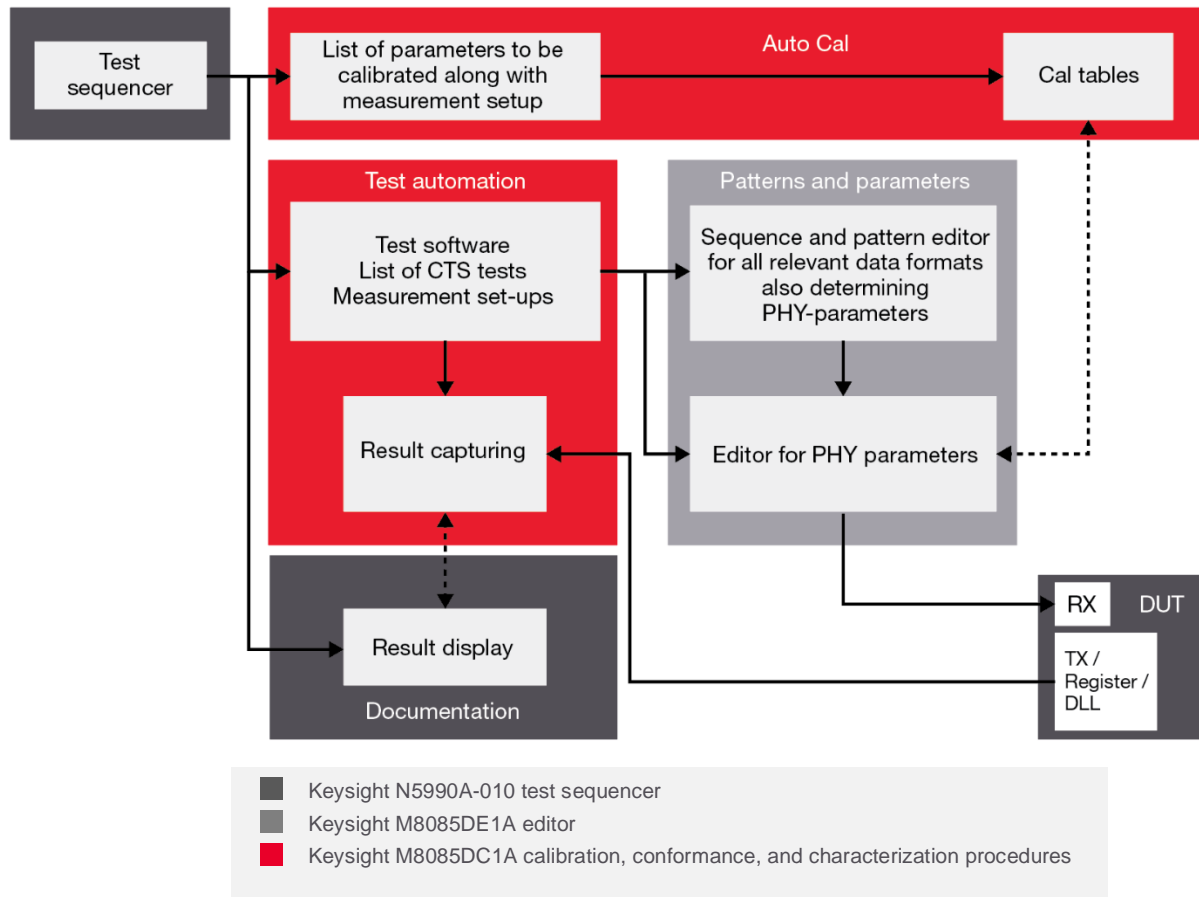 Test
sequencer
List of parameters to be
calibrated along with
measurement setup
Auto Cal
Cal tables
Test automation
Test software
List of CTS tests
Measurement set-ups
Result capturing
Patterns and parameters
Sequence and pattern editor
for all relevant data formats
also determining
PHY-parameters
Editor for PHY parameters
Result display
Documentation
RX
DUT
TX /
Register /
DLL
Keysight N5990A-010 test sequencer
Keysight M8085DE1A editor
Keysight M8085DC1A calibration, conformance, and characterization procedures